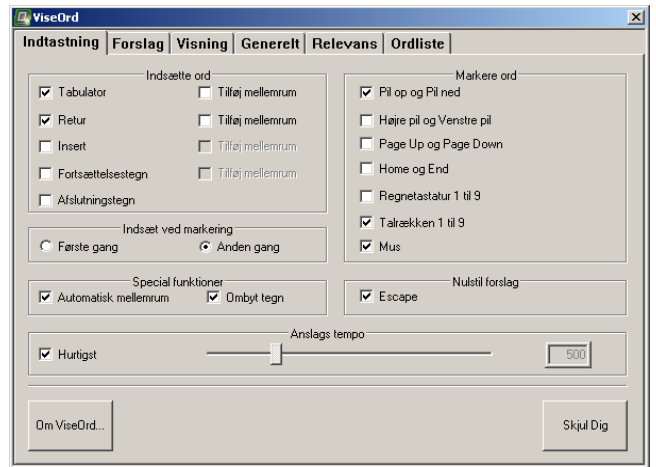 ViseOrd
Indtastning Forslag Visning Generelt Relevans Ordliste
Indsætte ord
Tabulator Tilføj mellemrum
Retur Tilføj mellemrum
Insert Tilføj mellemrum
Fortsættelsestegn Tilføj mellemrum
Afslutningstegn
Markere ord
Pil op og Pil ned
Højre pil og Venstre pil
Page Up og Page Down
Home og End
Regnetastatur 1 til 9
Talrækken 1 til 9
Mus
Indsæt ved markering
Første gang Anden gang
Special funktioner
Automatisk mellemrum Ombyt tegn
Nulstil forslag
Escape
Anslags tempo
Hurtigst 500
Om ViseOrd... Skjul Dig